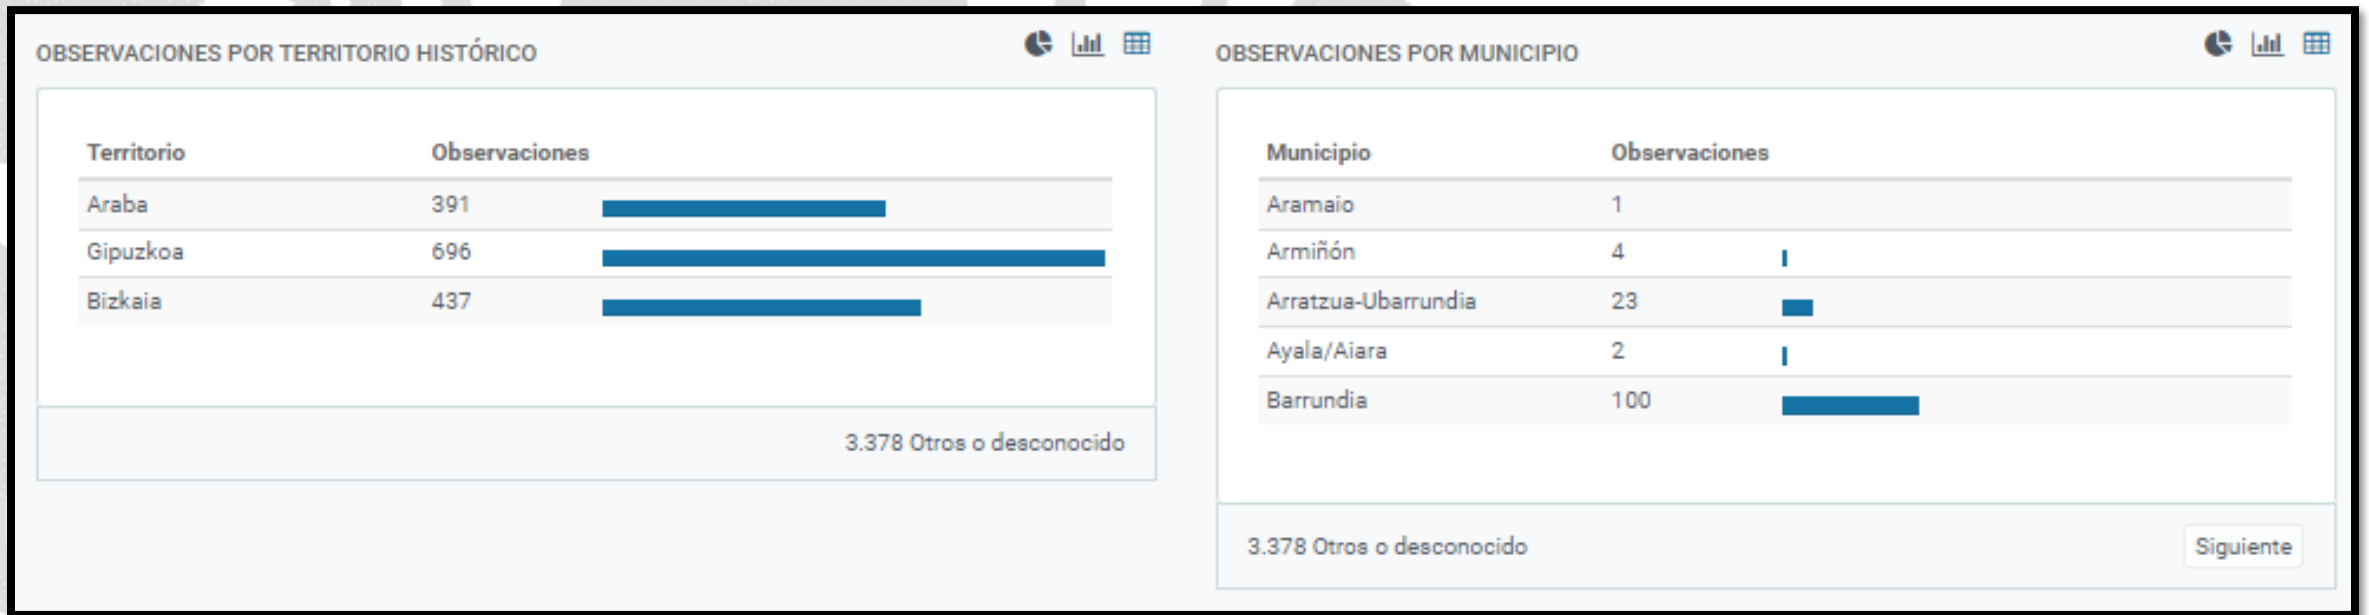 OBSERVACIONES POR TERRITORIO HISTÓRICO
Territorio Observaciones
Araba 391
Gipuzkoa 696
Bizkaia 437
3.378 Otros o desconocido
OBSERVACIONES POR MUNICIPIO
Municipio Observaciones
Aramaio 1
Armiñón 4
Arratzua-Ubarrundia 23
Ayala/Aiara 2
Barrundia 100
3.378 Otros o desconocido
Siguiente